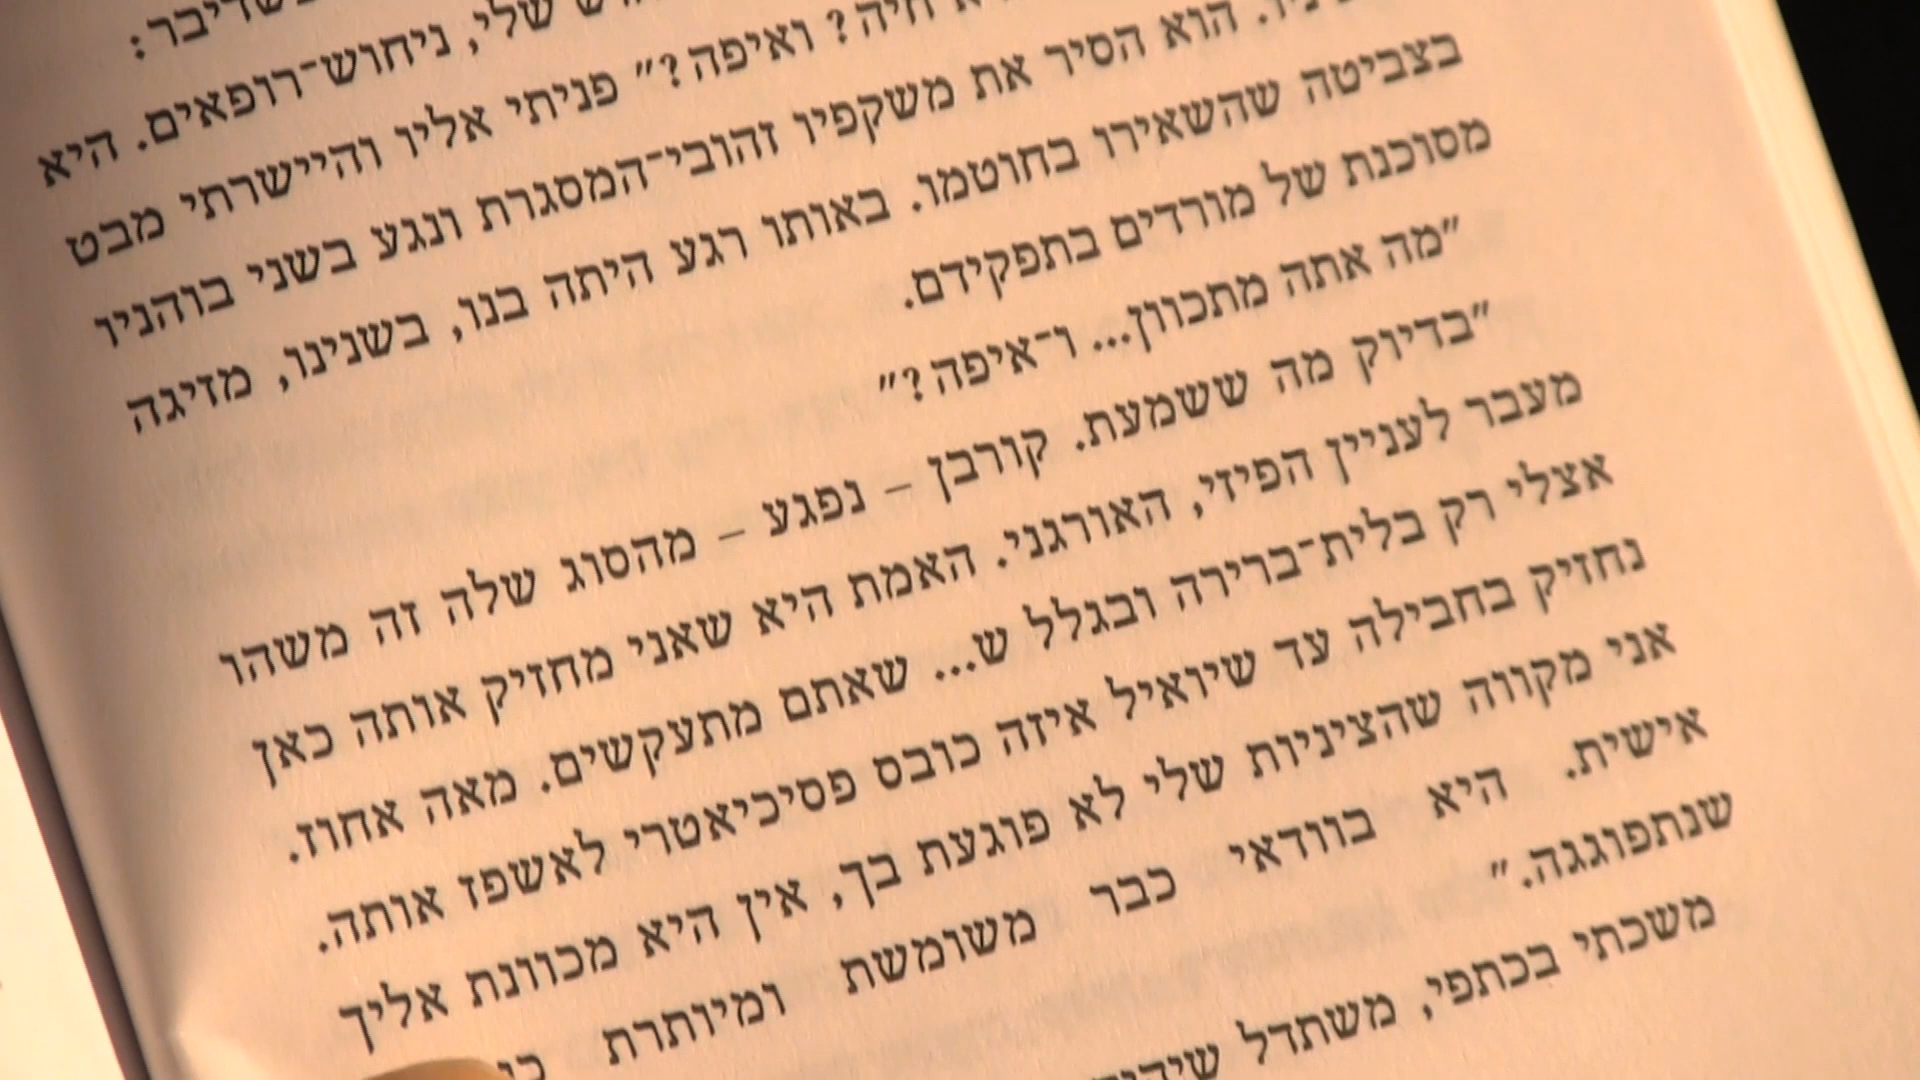 שלי, ניחוש־רופאים. היא
חיה? ואיפה?" פניתי אליו והיישרתי מבט
הוא הסיר את משקפיו זהובי־המסגרת ונגע בשני בוהניו
בצביטה שהשאירו בחוטמו. באותו רגע היתה בנו, בשנינו, מזיגה
מסוכנת של מורדים בתפקידם.
"מה אתה מתכוון... ו־איפה?"
"בדיוק מה ששמעת. קורבן – נפגע – מהסוג שלה זה משהו
מעבר לעניין הפיזי, האורגני. האמת היא שאני מחזיק אותה כאן
אצלי רק בלית־ברירה ובגלל ש... שאתם מתעקשים. מאה אחוז.
נחזיק בחבילה עד שיואיל איזה כובס פסיכיאטרי לאשפז אותה.
אני מקווה שהציניות שלי לא פוגעת בך, אין היא מכוונת אליך
אישית. היא בוודאי כבר משומשת ומיותרת
שנתפוגגה."
משכתי בכתפי, משתדל